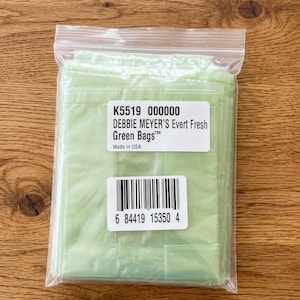 K5519 000000
DEBBIE MEYER'S Evert Fresh
Green Bags™
Made in USA
6 84419 15350 4